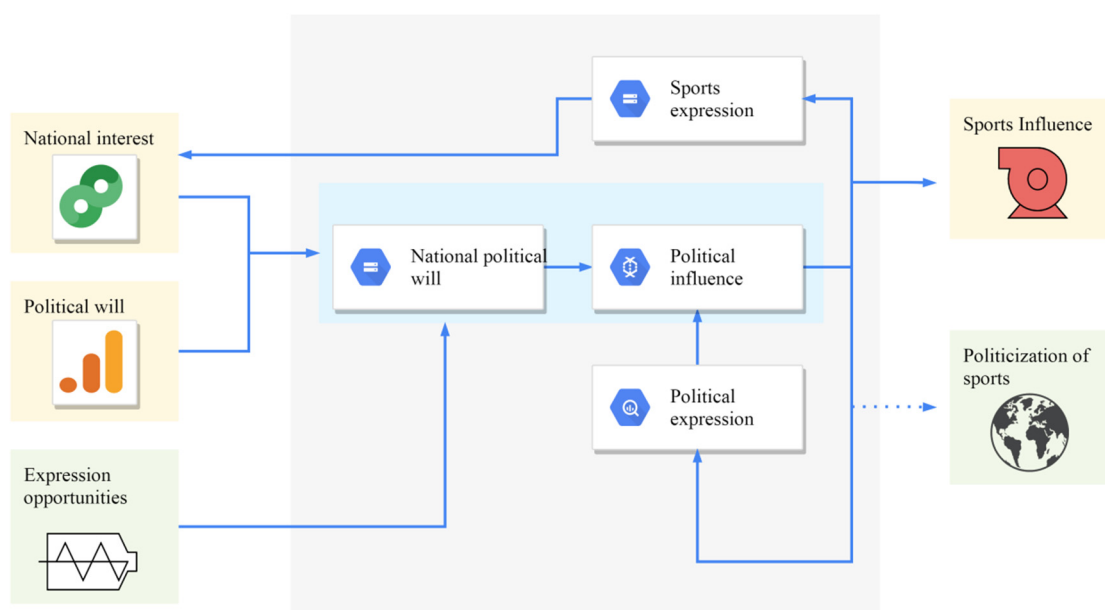 National interest
Political will
Expression
opportunities
Sports
expression
National political
will
Political
influence
Political
expression
Sports Influence
Politicization of
sports